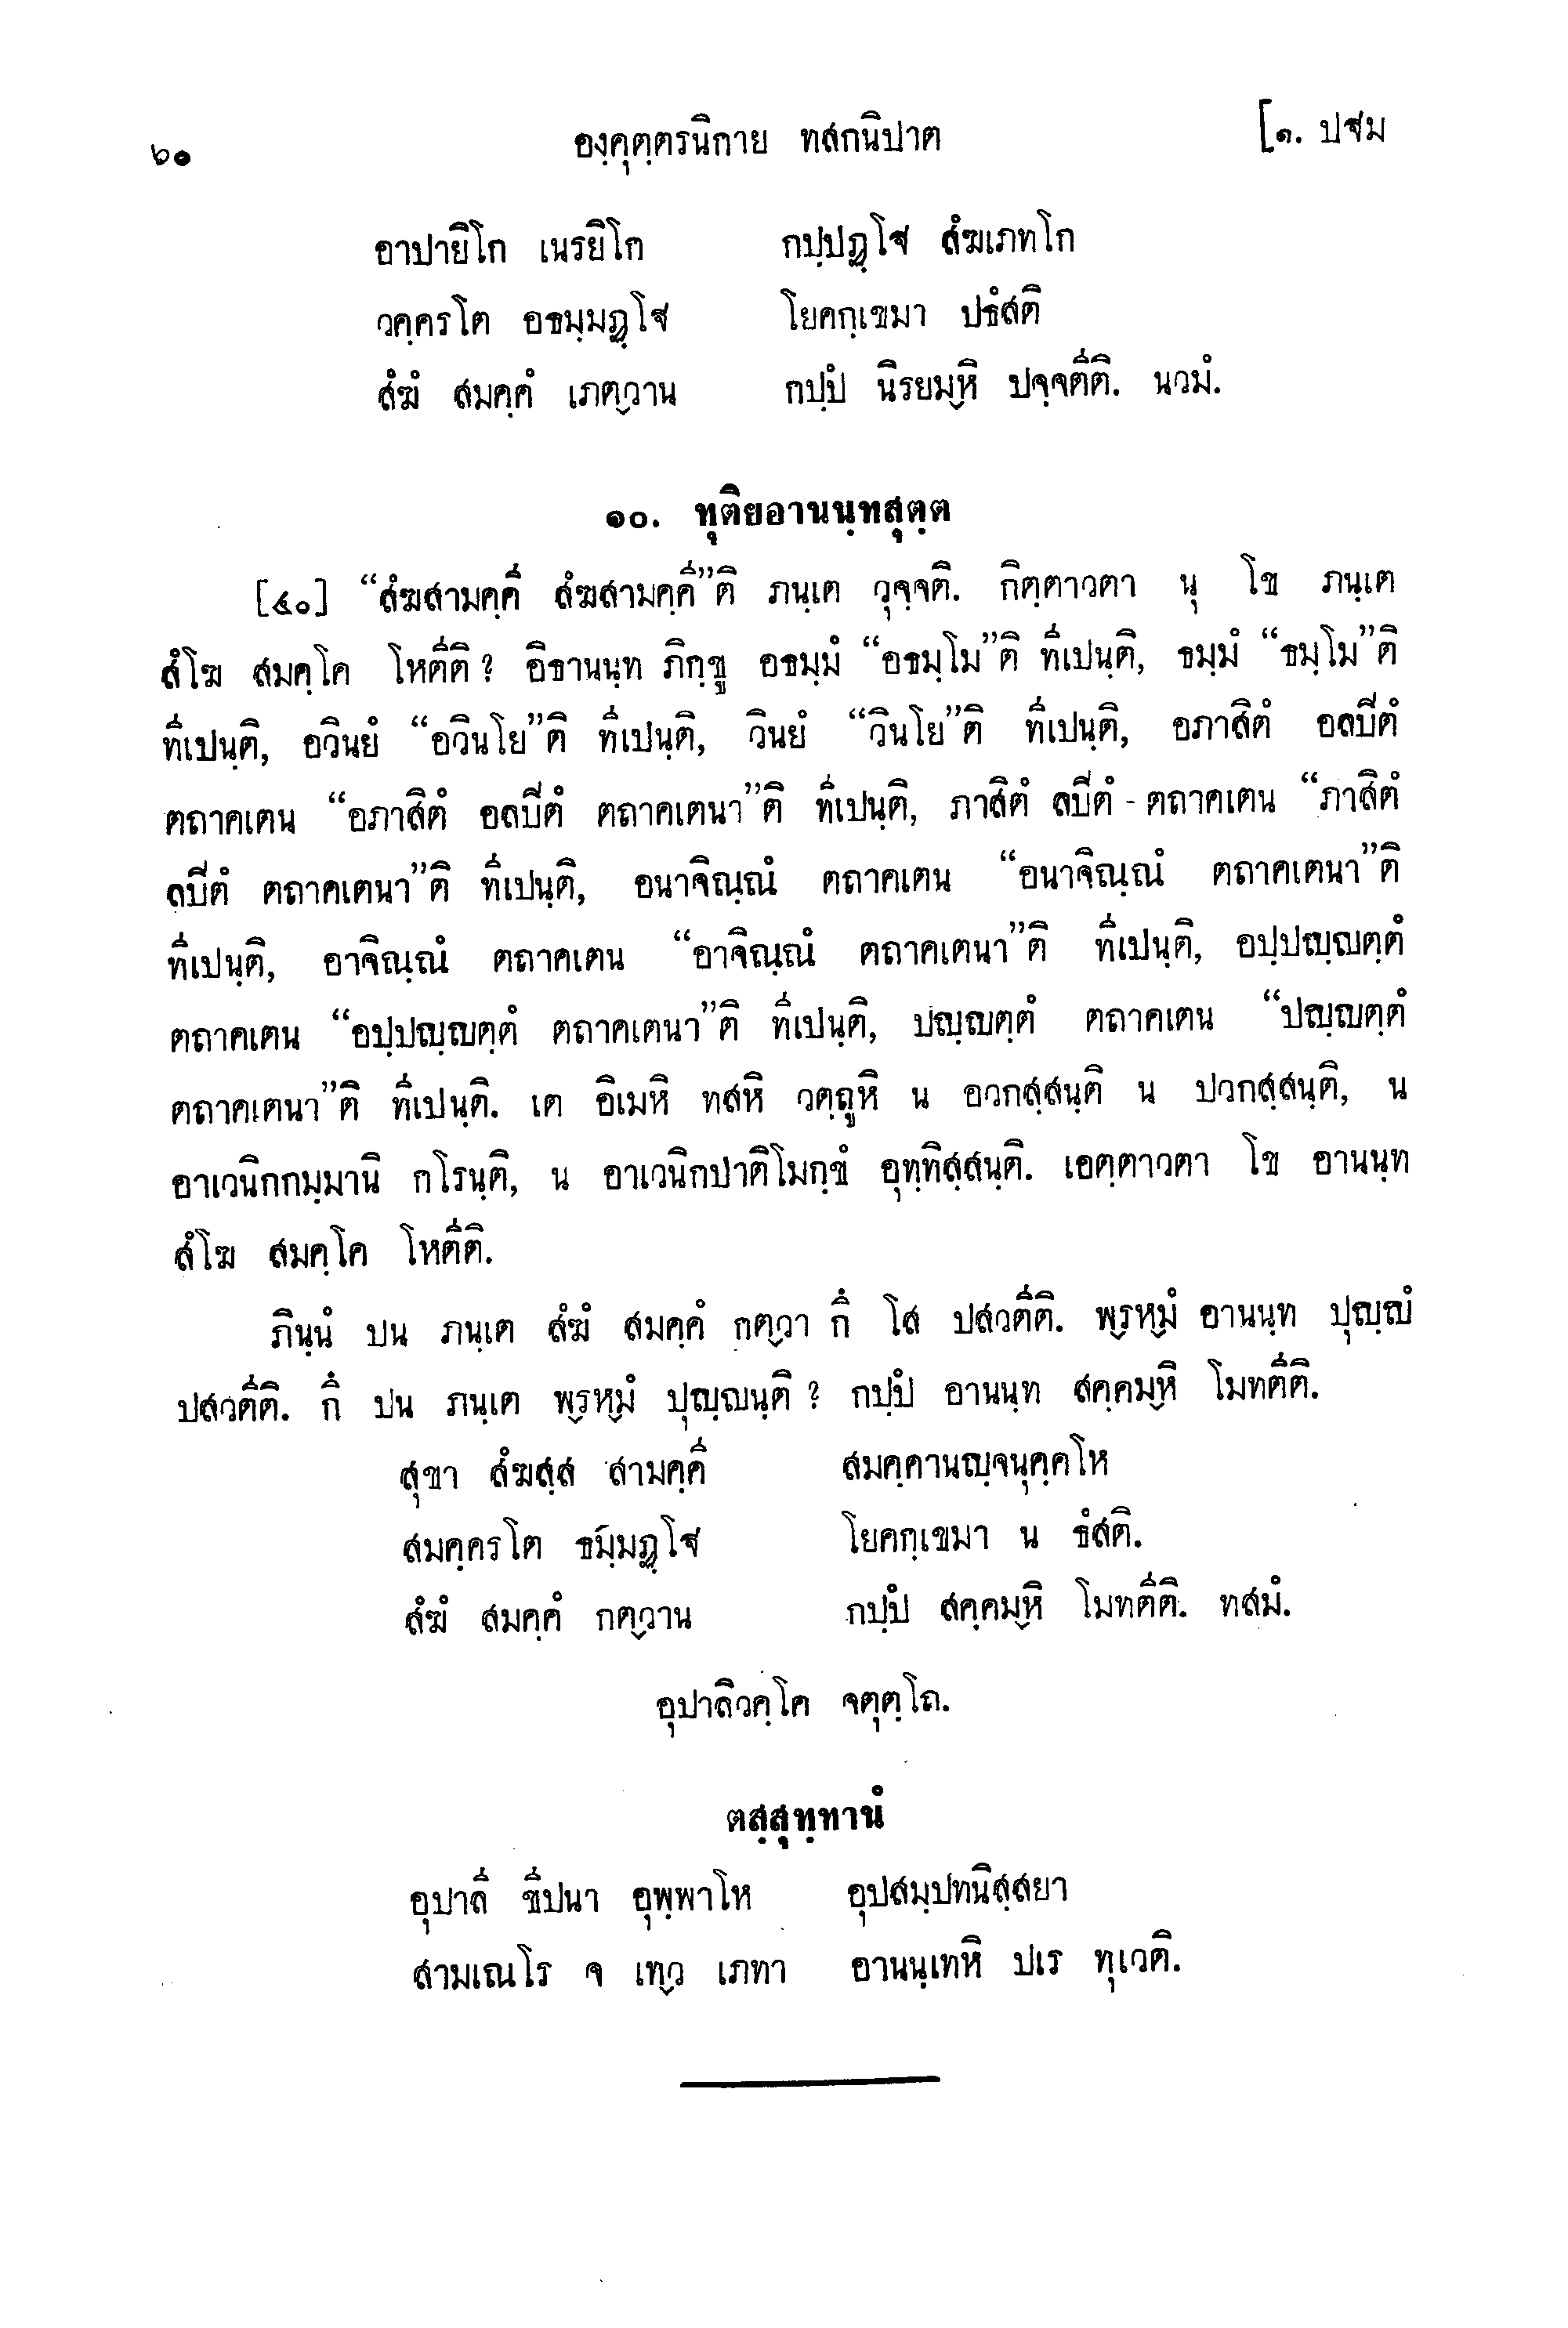 ๖๐ องฺคุตฺตรนิกาย ทสกนิปาต [๑. ปฐม
อาปายิโก เนรยิโก กปฺปฏฺโฐ สํฆเภทโก
วคฺครโต อธมฺมฏฺโฐ โยคกฺเขมา ปธํสติ
สํฆํ สมคฺคํ เภตฺวาน กปฺปํ นิรยมฺหิ ปจฺจตีติ. นวมํ.
๑๐. ทุติยอานนฺทสุตฺต
[๔๐] “สํฆสามคฺคี สํฆสามคฺคี”ติ ภนฺเต วุจฺจติ. กิตฺตาวตา นุ โข ภนฺเต
สํโฆ สมคฺโค โหตีติ ? อิธานนฺท ภิกฺขู อธมฺมํ “อธมฺโม”ติ ทีเปนฺติ, ธมฺมํ “ธมฺโม”ติ
ทีเปนฺติ, อวินยํ “อวินโย”ติ ทีเปนฺติ, วินยํ “วินโย”ติ ทีเปนฺติ, อภาสิตํ อลปีตํ
ตถาคเตน “อภาสิตํ อลปีตํ ตถาคเตนา”ติ ทีเปนฺติ, ภาสิตํ ลปีตํ - ตถาคเตน “ภาสิตํ
ลปีตํ ตถาคเตนา”ติ ทีเปนฺติ, อนาจิณฺณํ ตถาคเตน “อนาจิณฺณํ ตถาคเตนา”ติ
ทีเปนฺติ, อาจิณฺณํ ตถาคเตน “อาจิณฺณํ ตถาคเตนา”ติ ทีเปนฺติ, อปฺปญฺญตฺตํ
ตถาคเตน “อปฺปญฺญตฺตํ ตถาคเตนา”ติ ทีเปนฺติ, ปญฺญตฺตํ ตถาคเตน “ปญฺญตฺตํ
ตถาคเตนา”ติ ทีเปนฺติ. เต อิเมหิ ทสหิ วตฺถูหิ น อวกสฺสนฺติ น ปวกสฺสนฺติ, น
อาเวนิกกมฺมานิ กโรนฺติ, น อาเวนิกปาติโมกฺขํ อุทฺทิสฺสนฺติ. เอตฺตาวตา โข อานนฺท
สํโฆ สมคฺโค โหตีติ.
ภินฺนํ ปน ภนฺเต สํฆํ สมคฺคํ กตฺวา กึ โส ปสวตีติ. พฺรหฺมํ อานนฺท ปุญฺญํ
ปสวตีติ. กึ ปน ภนฺเต พฺรหฺมํ ปุญฺญนฺติ ? กปฺปํ อานนฺท สคฺคมฺหิ โมทตีติ.
สุขา สํฆสฺส สามคฺคี สมคฺคานญฺจนุคฺคโห
สมคฺครโต ธมฺมฏฺโฐ โยคกฺเขมา น ธํสติ.
สํฆํ สมคฺคํ กตฺวาน กปฺปํ สคฺคมฺหิ โมทตีติ. ทสมํ.
อุปาลิวคฺโค จตุตฺโถ.
ตสฺสุทฺทานํ
อุปาลี ฐีปนา อุพฺพาโห อุปสมฺปทนิสฺสยา
สามเณโร จ เทฺว เภทา อานนฺเทหิ ปเร ทุเวติ.